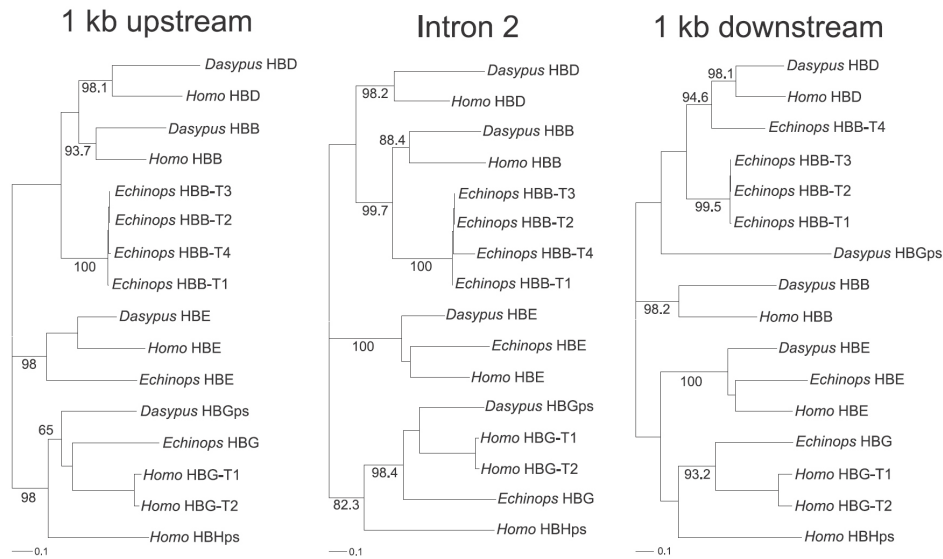 1 kb upstream
Dasypus HBD
98.1
Homo HBD
Dasypus HBB
93.7
Homo HBB
Echinops HBB-T3
Echinops HBB-T2
Echinops HBB-T4
100
Echinops HBB-T1
Dasypus HBE
Homo HBE
98
Echinops HBE
Dasypus HBGps
65
Echinops HBG
Homo HBG-T1
98
Homo HBG-T2
Homo HBHps
0.1
Intron 2
Dasypus HBD
98.2
Homo HBD
Dasypus HBB
88.4
Homo HBB
Echinops HBB-T3
99.7
Echinops HBB-T2
Echinops HBB-T4
100
Echinops HBB-T1
Dasypus HBE
100
Echinops HBE
Homo HBE
Dasypus HBGps
Homo HBG-T1
98.4
Homo HBG-T2
Echinops HBG
82.3
Homo HBHps
0.1
1 kb downstream
Dasypus HBD
98.1
94.6
Homo HBD
Echinops HBB-T4
Echinops HBB-T3
Echinops HBB-T2
99.5
Echinops HBB-T1
Dasypus HBGps
Dasypus HBB
98.2
Homo HBB
Dasypus HBE
100
Echinops HBE
Homo HBE
Echinops HBG
93.2
Homo HBG-T1
Homo HBG-T2
Homo HBHps
0.1